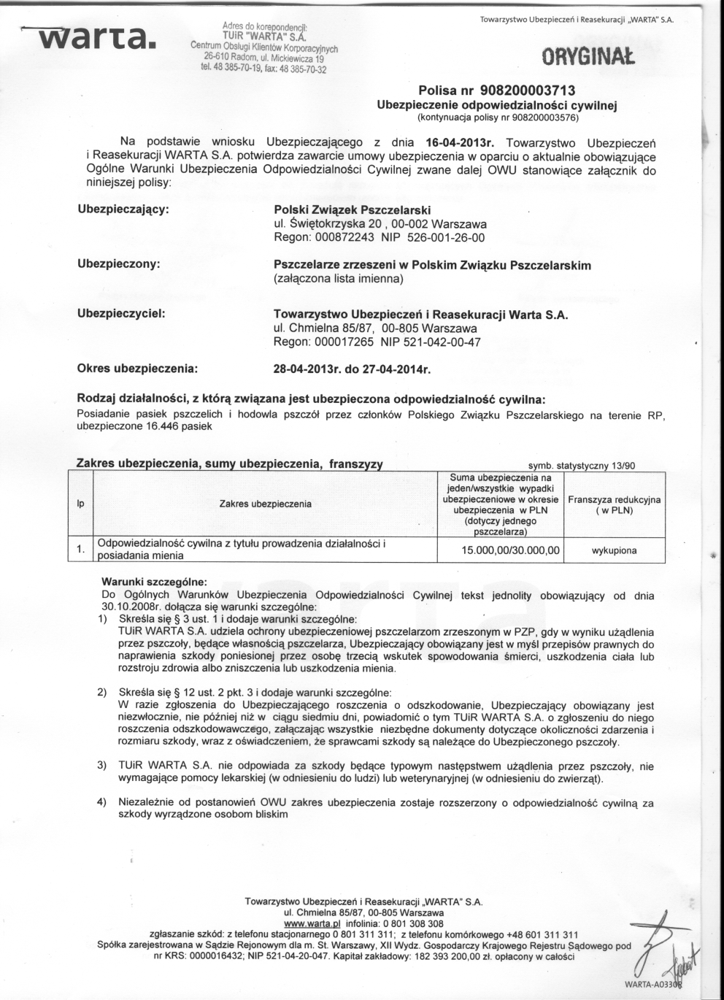 Towarzystwo Ubezpieczeń i Reasekuracji „WARTA” S.A.
warta.
Adres do korepondencji:
TUiR "WARTA" S.A.
Centrum Obsługi Klientów Korporacyjnych
26-610 Radom, ul. Mickiewicza 19
tel. 48 385-70-19, fax: 48 385-70-32
ORYGINAŁ
Polisa nr 908200003713
Ubezpieczenie odpowiedzialności cywilnej
(kontynuacja polisy nr 908200003576)
Na podstawie wniosku Ubezpieczającego z dnia 16-04-2013r. Towarzystwo Ubezpieczeń
i Reasekuracji WARTA S.A. potwierdza zawarcie umowy ubezpieczenia w oparciu o aktualnie obowiązujące
Ogólne Warunki Ubezpieczenia Odpowiedzialności Cywilnej zwane dalej OWU stanowiące załącznik do
niniejszej polisy:
Ubezpieczający: Polski Związek Pszczelarski
ul. Świętokrzyska 20 , 00-002 Warszawa
Regon: 000872243 NIP 526-001-26-00
Ubezpieczony: Pszczelarze zrzeszeni w Polskim Związku Pszczelarskim
(załączona lista imienna)
Ubezpieczyciel: Towarzystwo Ubezpieczeń i Reasekuracji Warta S.A.
ul. Chmielna 85/87, 00-805 Warszawa
Regon: 000017265 NIP 521-042-00-47
Okres ubezpieczenia: 28-04-2013r. do 27-04-2014r.
Rodzaj działalności, z którą związana jest ubezpieczona odpowiedzialność cywilna:
Posiadanie pasiek pszczelich i hodowla pszczół przez członków Polskiego Związku Pszczelarskiego na terenie RP,
ubezpieczone 16.446 pasiek
Zakres ubezpieczenia, sumy ubezpieczenia, franszyzy symb. statystyczny 13/90
lp
Zakres ubezpieczenia
Suma ubezpieczenia na
jeden/wszystkie wypadki
ubezpieczeniowe w okresie
ubezpieczenia w PLN
(dotyczy jednego
pszczelarza)
Franszyza redukcyjna
( w PLN)
1.
Odpowiedzialność cywilna z tytułu prowadzenia działalności i
posiadania mienia
15.000,00/30.000,00
wykupiona
Warunki szczególne:
Do Ogólnych Warunków Ubezpieczenia Odpowiedzialności Cywilnej tekst jednolity obowiązujący od dnia
30.10.2008r. dołącza się warunki szczególne:
1) Skreśla się § 3 ust. 1 i dodaje warunki szczególne:
TUiR WARTA S.A. udziela ochrony ubezpieczeniowej pszczelarzom zrzeszonym w PZP, gdy w wyniku użądlenia
przez pszczoły, będące własnością pszczelarza, Ubezpieczający obowiązany jest w myśl przepisów prawnych do
naprawienia szkody poniesionej przez osobę trzecią wskutek spowodowania śmierci, uszkodzenia ciała lub
rozstroju zdrowia albo zniszczenia lub uszkodzenia mienia.
2) Skreśla się § 12 ust. 2 pkt. 3 i dodaje warunki szczególne:
W razie zgłoszenia do Ubezpieczającego roszczenia o odszkodowanie, Ubezpieczający obowiązany jest
niezwłocznie, nie później niż w ciągu siedmiu dni, powiadomić o tym TUiR WARTA S.A. o zgłoszeniu do niego
roszczenia odszkodowawczego, załączając wszystkie niezbędne dokumenty dotyczące okoliczności zdarzenia i
rozmiaru szkody, wraz z oświadczeniem, że sprawcami szkody są należące do Ubezpieczonego pszczoły.
3) TUiR WARTA S.A. nie odpowiada za szkody będące typowym następstwem użądlenia przez pszczoły, nie
wymagające pomocy lekarskiej (w odniesieniu do ludzi) lub weterynaryjnej (w odniesieniu do zwierząt).
4) Niezależnie od postanowień OWU zakres ubezpieczenia zostaje rozszerzony o odpowiedzialność cywilną za
szkody wyrządzone osobom bliskim
Towarzystwo Ubezpieczeń i Reasekuracji „WARTA” S.A.
ul. Chmielna 85/87, 00-805 Warszawa
www.warta.pl infolinia: 0 801 308 308
zgłaszanie szkód: z telefonu stacjonarnego 0 801 311 311; z telefonu komórkowego +48 601 311 311
Spółka zarejestrowana w Sądzie Rejonowym dla m. St. Warszawy, XII Wydz. Gospodarczy Krajowego Rejestru Sądowego pod
nr KRS: 0000016432; NIP 521-04-20-047. Kapitał zakładowy: 182 393 200,00 zł. opłacony w całości